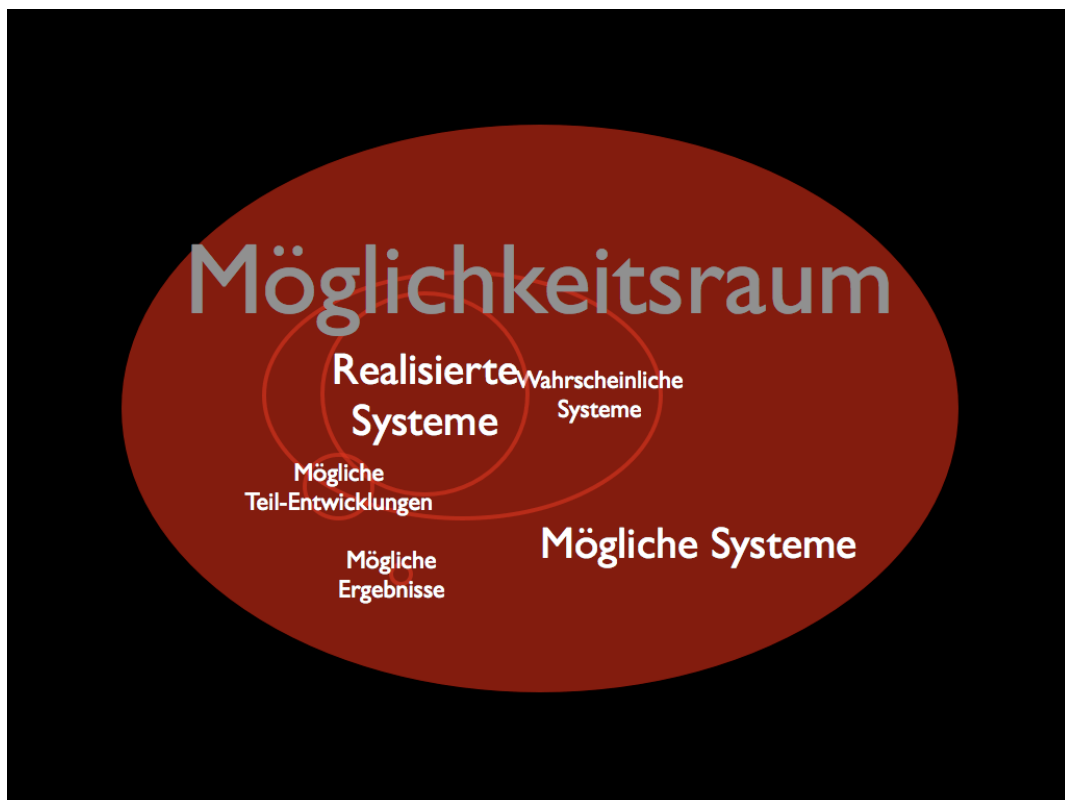 Möglichkeitsraum
Realisierte
Systeme
Wahrscheinliche
Systeme
Mögliche
Teil-Entwicklungen
Mögliche Systeme
Mögliche
Ergebnisse